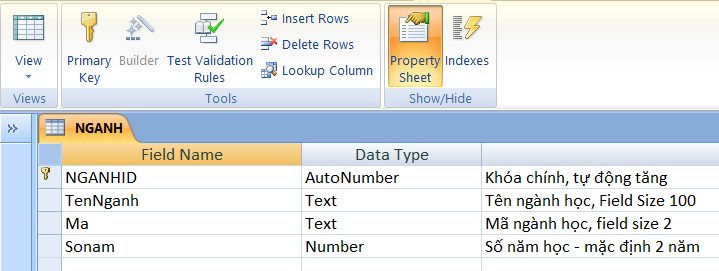 View
Views
Primary Key
Builder
Test Validation Rules
Insert Rows
Delete Rows
Lookup Column
Tools
Property Sheet
Indexes
Show/Hide
NGANH
Field Name Data Type
NGANHID AutoNumber Khóa chính, tự động tăng
TenNganh Text Tên ngành học, Field Size 100
Ma Text Mã ngành học, field size 2
Sonam Number Số năm học - mặc định 2 năm